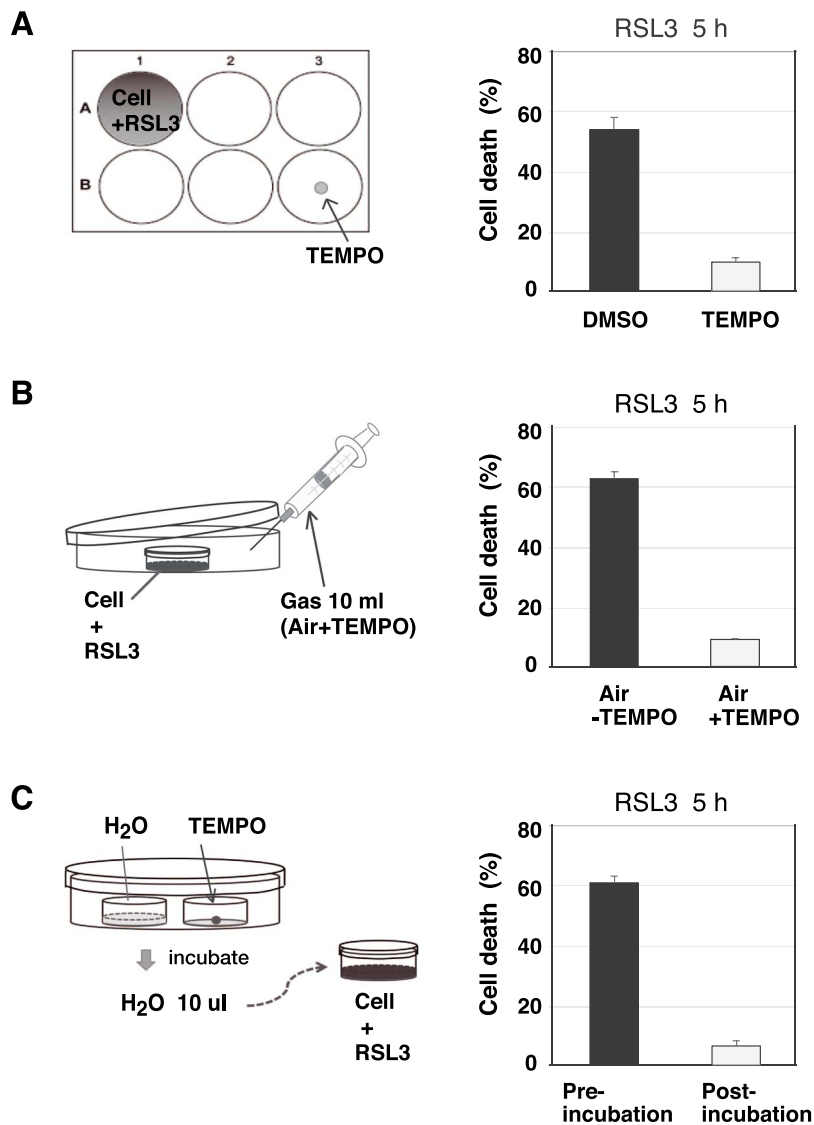 A
1 2 3
A
Cell
+RSL3
B
TEMPO
RSL3 5 h
Cell death (%)
80
60
40
20
0
DMSO TEMPO
B
Cell
+
RSL3
Gas 10 ml
(Air+TEMPO)
RSL3 5 h
Cell death (%)
80
60
40
20
0
Air Air
-TEMPO +TEMPO
C
H2O TEMPO
incubate
H2O 10 ul
Cell
+
RSL3
RSL3 5 h
Cell death (%)
80
60
40
20
0
Pre- Post-
incubation incubation